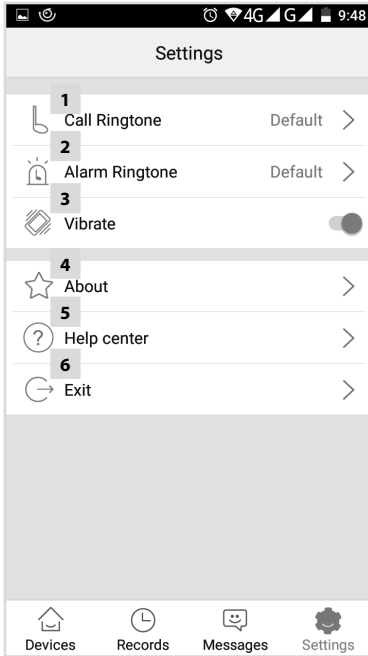 4G G 9:48
Settings
1
Call Ringtone Default
2
Alarm Ringtone Default
3
Vibrate
4
About
5
Help center
6
Exit
Devices Records Messages Settings